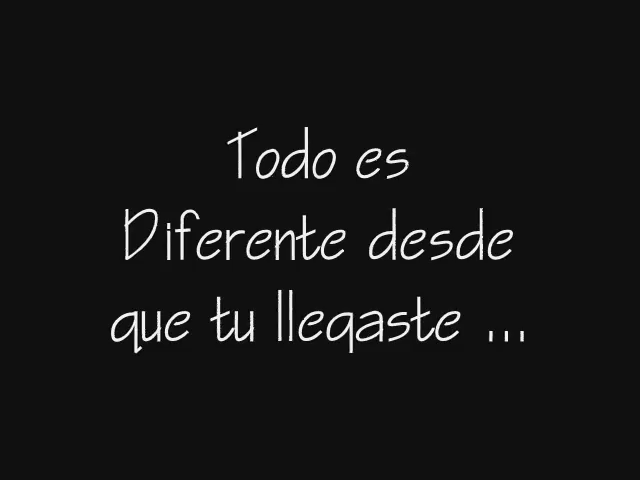 Todo es
Diferente desde
que tu llegaste ...